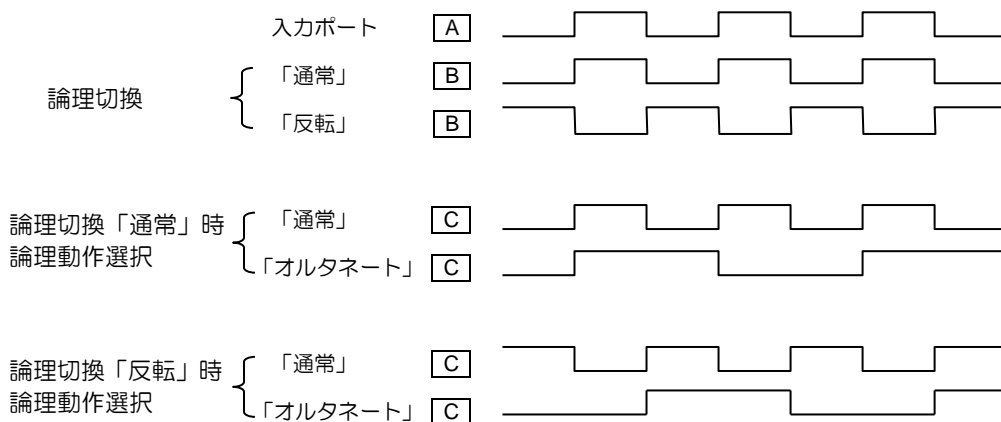 入力ポート A
「通常」 B
論理切換
「反転」 B
論理切換「通常」時
論理動作選択
「通常」 C
「オルタネート」 C
論理切換「反転」時
論理動作選択
「通常」 C
「オルタネート」 C